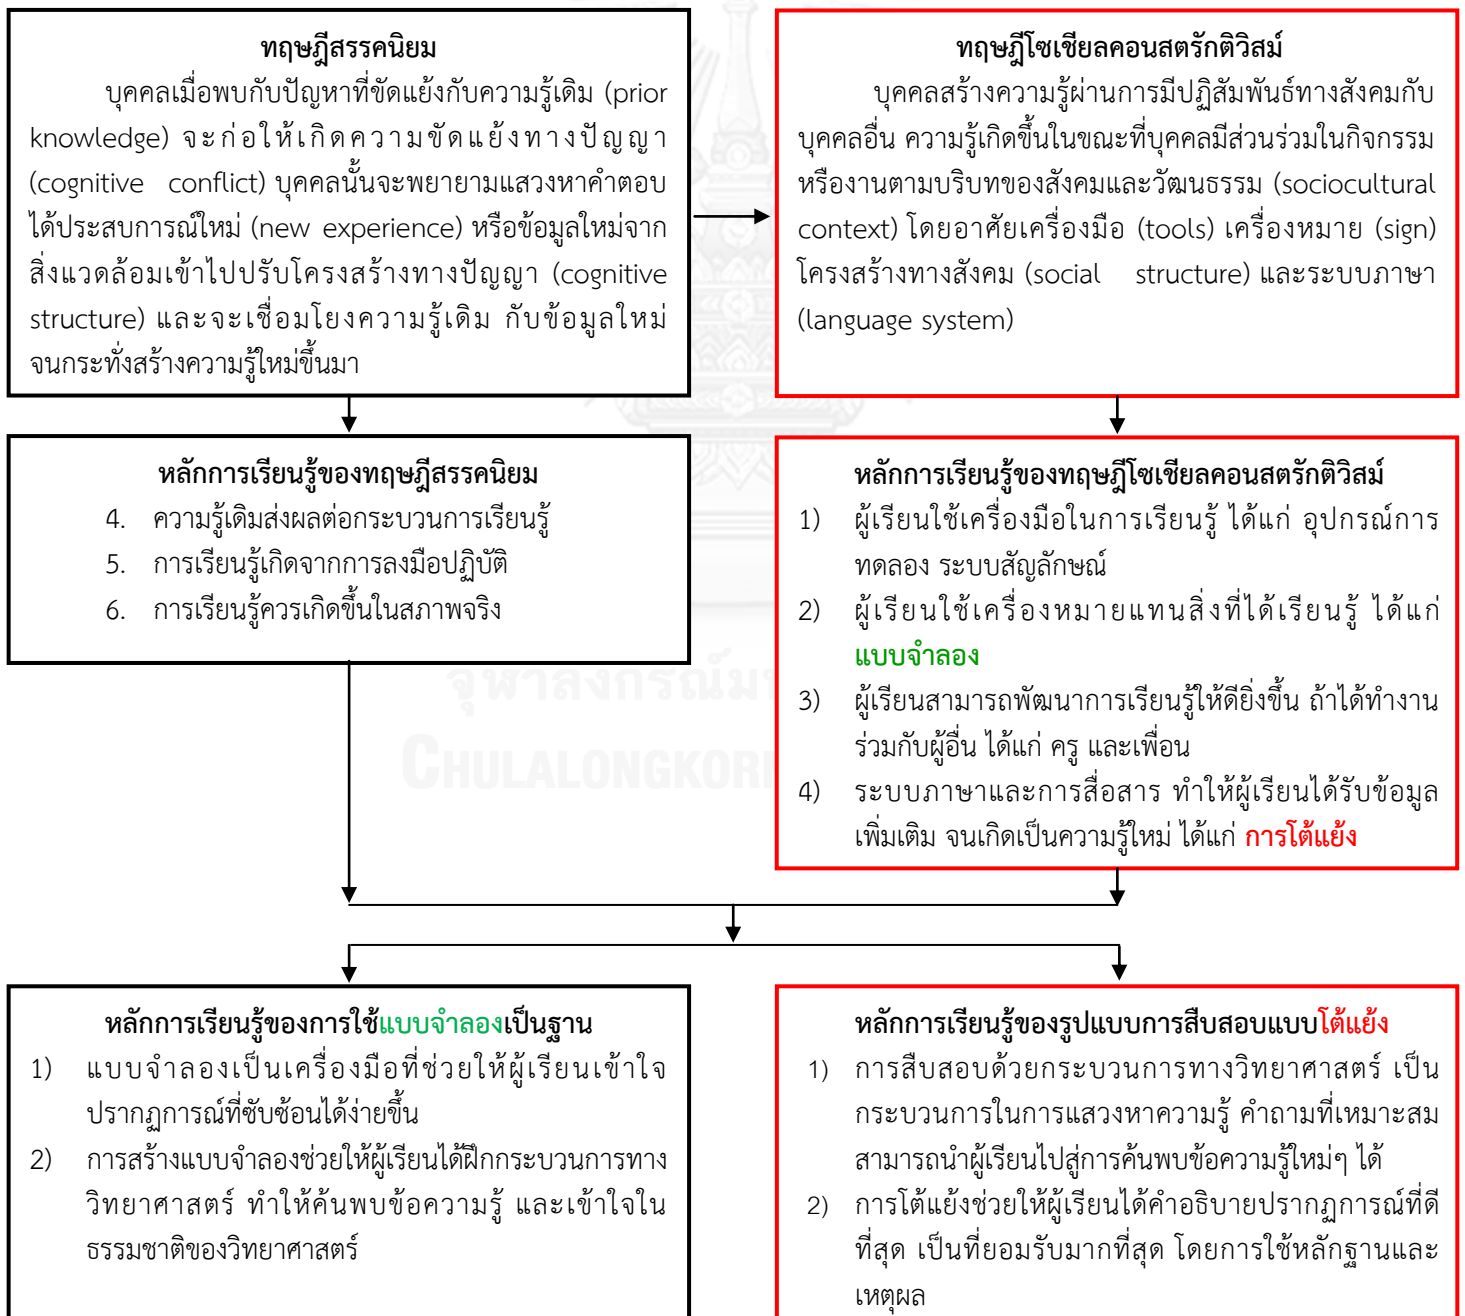 ทฤษฎีสรรคนิยม
บุคคลเมื่อพบกับปัญหาที่ขัดแย้งกับความรู้เดิม (prior
knowledge) จะก่อให้เกิดความขัดแย้งทางปัญญา
(cognitive conflict) บุคคลนั้นจะพยายามแสวงหาคำตอบ
ได้ประสบการณ์ใหม่ (new experience) หรือข้อมูลใหม่จาก
สิ่งแวดล้อมเข้าไปปรับโครงสร้างทางปัญญา (cognitive
structure) และจะเชื่อมโยงความรู้เดิม กับข้อมูลใหม่
จนกระทั่งสร้างความรู้ใหม่ขึ้นมา
ทฤษฎีโซเชียลคอนสตรักติวิสม์
บุคคลสร้างความรู้ผ่านการมีปฏิสัมพันธ์ทางสังคมกับ
บุคคลอื่น ความรู้เกิดขึ้นในขณะที่บุคคลมีส่วนร่วมในกิจกรรม
หรืองานตามบริบทของสังคมและวัฒนธรรม (sociocultural
context) โดยอาศัยเครื่องมือ (tools) เครื่องหมาย (sign)
โครงสร้างทางสังคม (social structure) และระบบภาษา
(language system)
หลักการเรียนรู้ของทฤษฎีสรรคนิยม
4. ความรู้เดิมส่งผลต่อกระบวนการเรียนรู้
5. การเรียนรู้เกิดจากการลงมือปฏิบัติ
6. การเรียนรู้ควรเกิดขึ้นในสภาพจริง
หลักการเรียนรู้ของทฤษฎีโซเชียลคอนสตรักติวิสม์
1) ผู้เรียนใช้เครื่องมือในการเรียนรู้ ได้แก่ อุปกรณ์การ
ทดลอง ระบบสัญลักษณ์
2) ผู้เรียนใช้เครื่องหมายแทนสิ่งที่ได้เรียนรู้ ได้แก่
แบบจำลอง
3) ผู้เรียนสามารถพัฒนาการเรียนรู้ให้ดียิ่งขึ้น ถ้าได้ทำงาน
ร่วมกับผู้อื่น ได้แก่ ครู และเพื่อน
4) ระบบภาษาและการสื่อสาร ทำให้ผู้เรียนได้รับข้อมูล
เพิ่มเติม จนเกิดเป็นความรู้ใหม่ ได้แก่ การโต้แย้ง
จุฬาลงกรณ์ม
CHULALONGKOR
หลักการเรียนรู้ของการใช้แบบจำลองเป็นฐาน
1) แบบจำลองเป็นเครื่องมือที่ช่วยให้ผู้เรียนเข้าใจ
ปรากฏการณ์ที่ซับซ้อนได้ง่ายขึ้น
2) การสร้างแบบจำลองช่วยให้ผู้เรียนได้ฝึกกระบวนการทาง
วิทยาศาสตร์ ทำให้ค้นพบข้อความรู้ และเข้าใจใน
ธรรมชาติของวิทยาศาสตร์
หลักการเรียนรู้ของรูปแบบการสืบสอบแบบโต้แย้ง
1) การสืบสอบด้วยกระบวนการทางวิทยาศาสตร์ เป็น
กระบวนการในการแสวงหาความรู้ คำถามที่เหมาะสม
สามารถนำผู้เรียนไปสู่การค้นพบข้อความรู้ใหม่ๆ ได้
2) การโต้แย้งช่วยให้ผู้เรียนได้คำอธิบายปรากฏการณ์ที่ดี
ที่สุด เป็นที่ยอมรับมากที่สุด โดยการใช้หลักฐานและ
เหตุผล